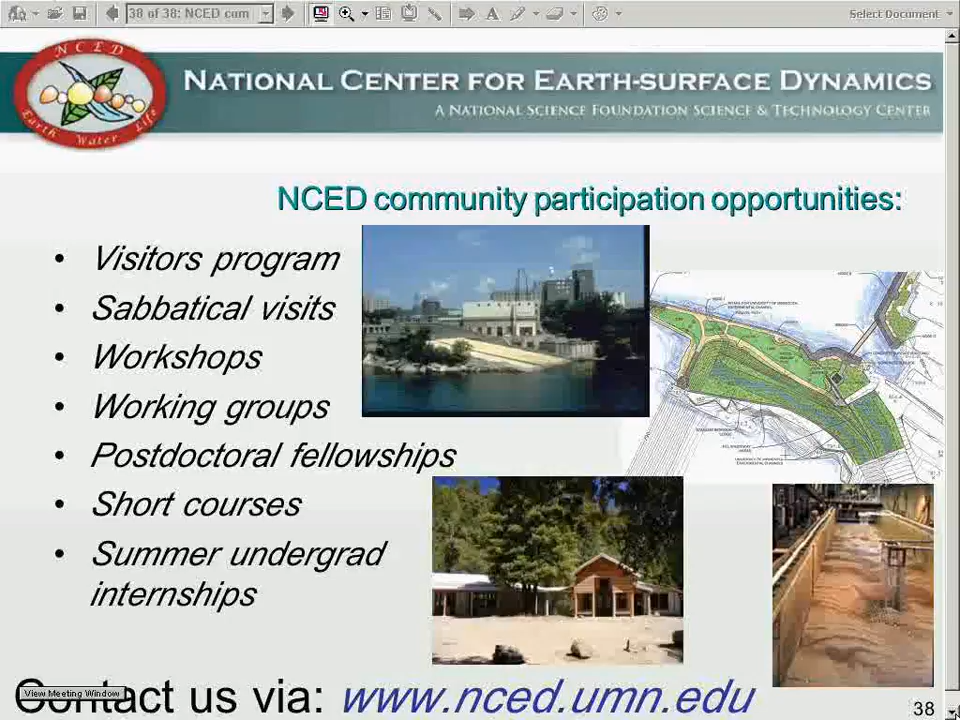 38 of 38: NCED cum
Select Document
NCED
Earth Water Life
NATIONAL CENTER FOR EARTH-SURFACE DYNAMICS
A NATIONAL SCIENCE FOUNDATION SCIENCE & TECHNOLOGY CENTER
NCED community participation opportunities:
• Visitors program
• Sabbatical visits
• Workshops
• Working groups
• Postdoctoral fellowships
• Short courses
• Summer undergrad
internships
Contact us via: www.nced.umn.edu
View Meeting Window
38